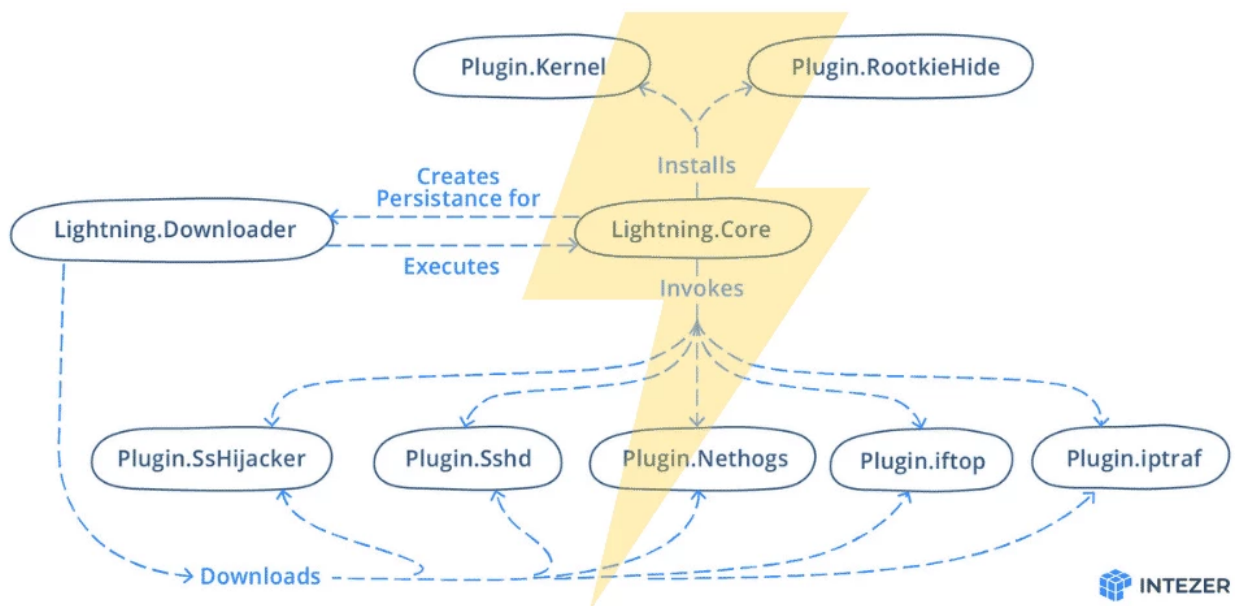 Plugin.Kernel
Plugin.RootkieHide
Installs
Creates
Persistance for
Lightning.Downloader
Lightning.Core
Executes
Invokes
Plugin.SsHijacker
Plugin.Sshd
Plugin.Nethogs
Plugin.iftop
Plugin.iptraf
Downloads
INTEZER